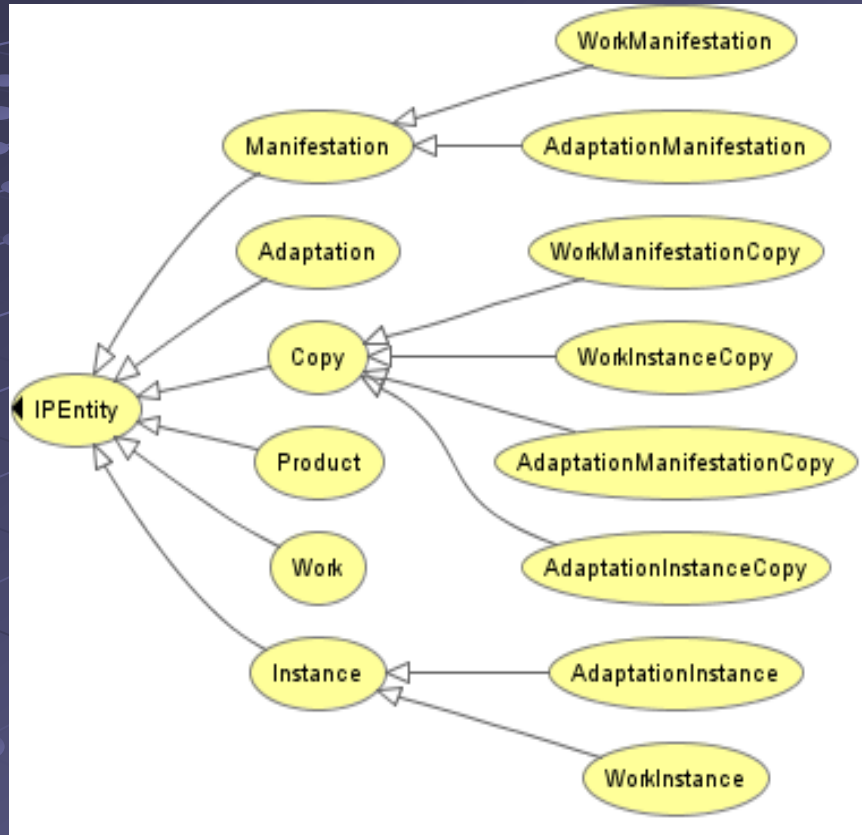 WorkManifestation
Manifestation
AdaptationManifestation
Adaptation
WorkManifestationCopy
Copy
WorkInstanceCopy
IPEntity
Product
AdaptationManifestationCopy
Work
AdaptationInstanceCopy
Instance
AdaptationInstance
WorkInstance